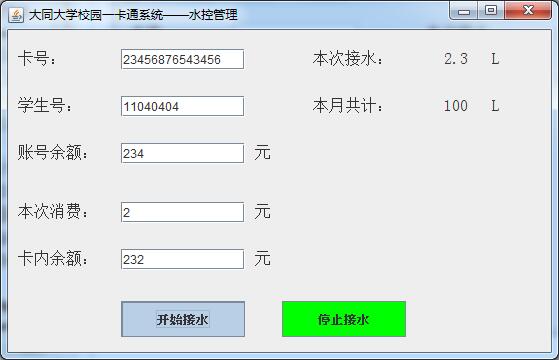 大同大学校园一卡通系统——水控管理
卡号： 23456876543456 本次接水： 2.3 L
学生号： 11040404 本月共计： 100 L
账号余额： 234 元
本次消费： 2 元
卡内余额： 232 元
开始接水 停止接水